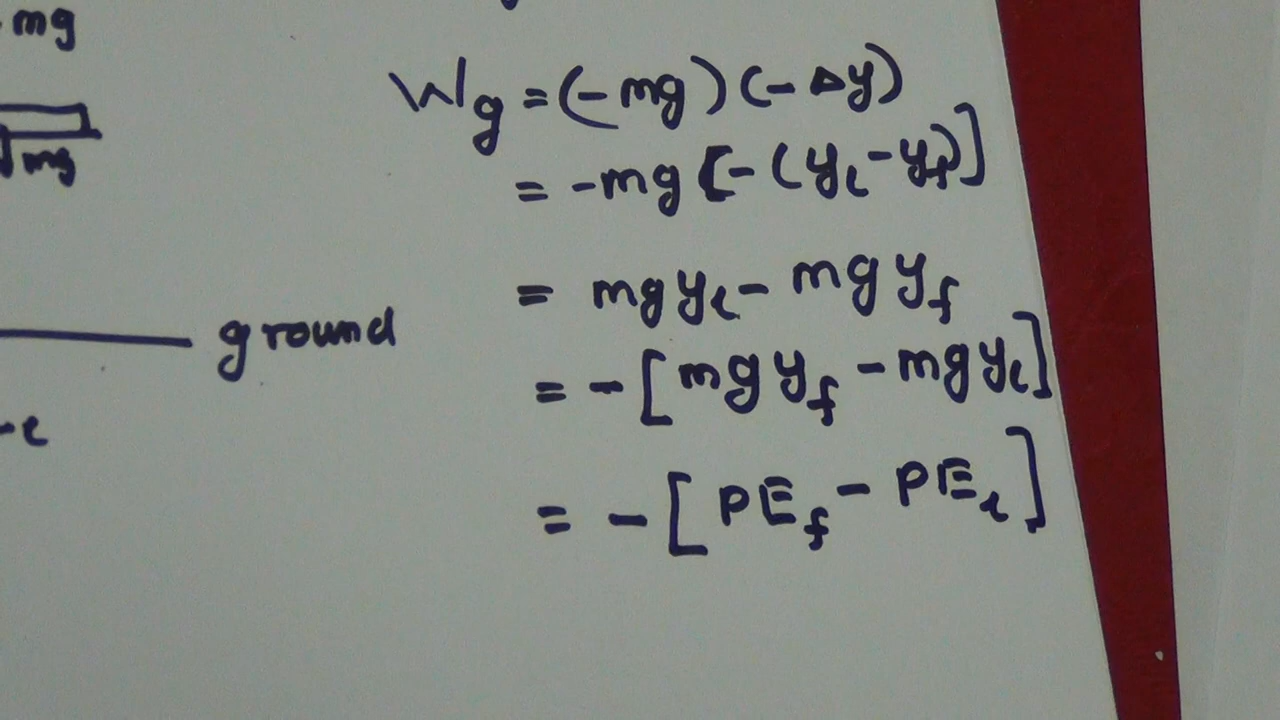 mg
mg
ground
W_g = (-mg)(-Δy)
= -mg[-(y_i - y_f)]
= mgy_i - mgy_f
= -[mgy_f - mgy_i]
= -[PE_f - PE_i]